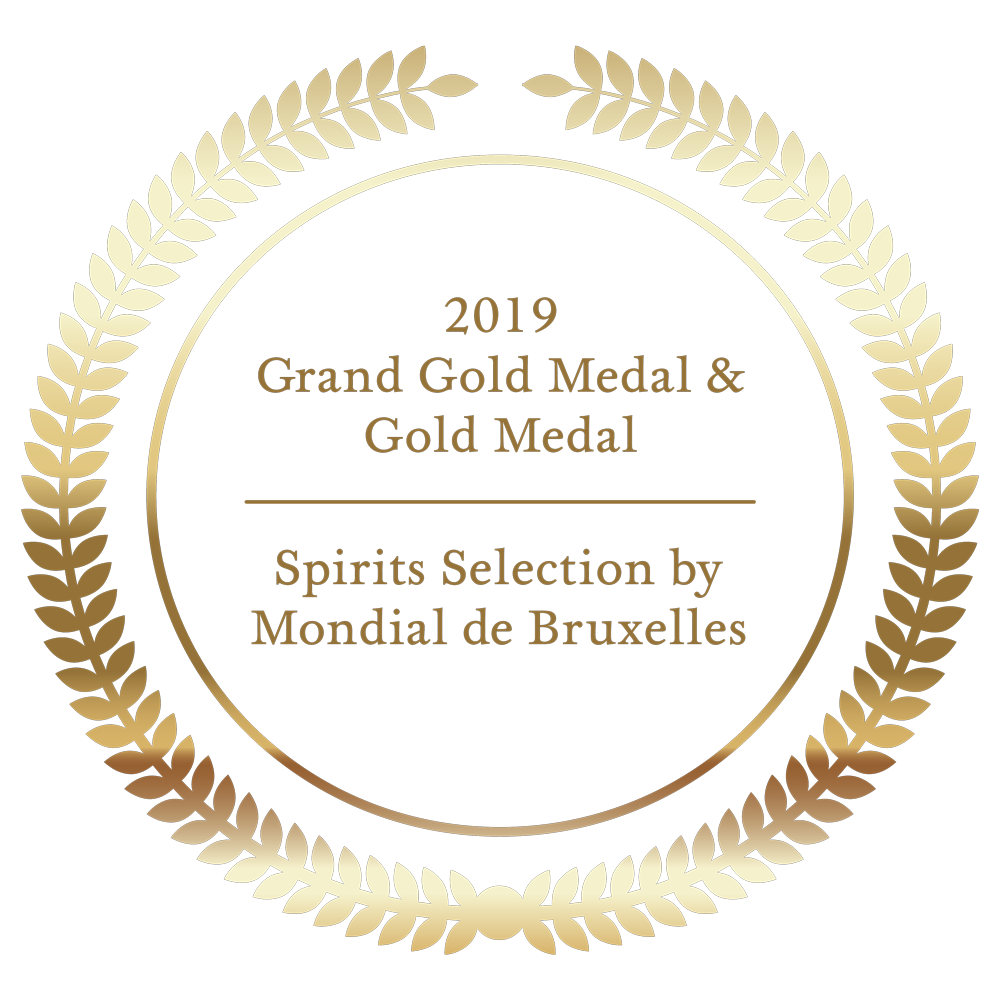 2019
Grand Gold Medal &
Gold Medal
Spirits Selection by
Mondial de Bruxelles